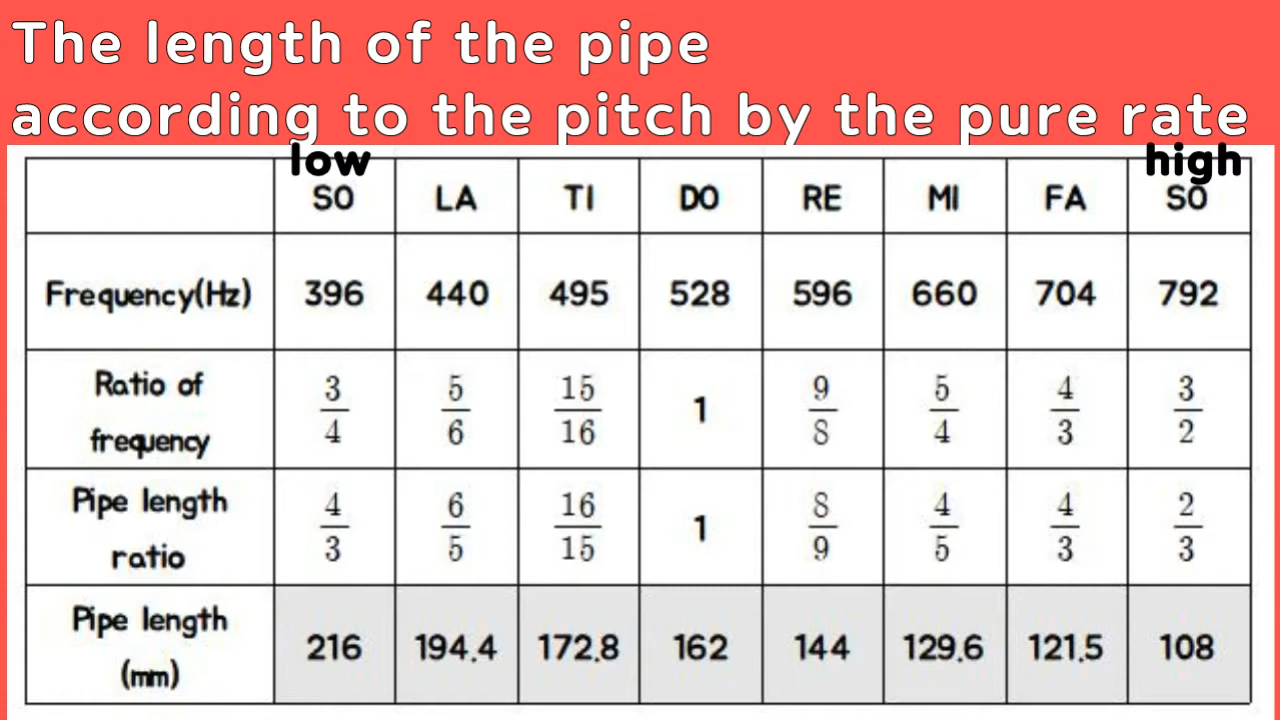 The length of the pipe
according to the pitch by the pure rate
low high
SO LA TI DO RE MI FA SO
Frequency(Hz) 396 440 495 528 596 660 704 792
Ratio of frequency 3/4 5/6 15/16 1 9/8 5/4 4/3 3/2
Pipe length ratio 4/3 6/5 16/15 1 8/9 4/5 4/3 2/3
Pipe length (mm) 216 194.4 172.8 162 144 129.6 121.5 108